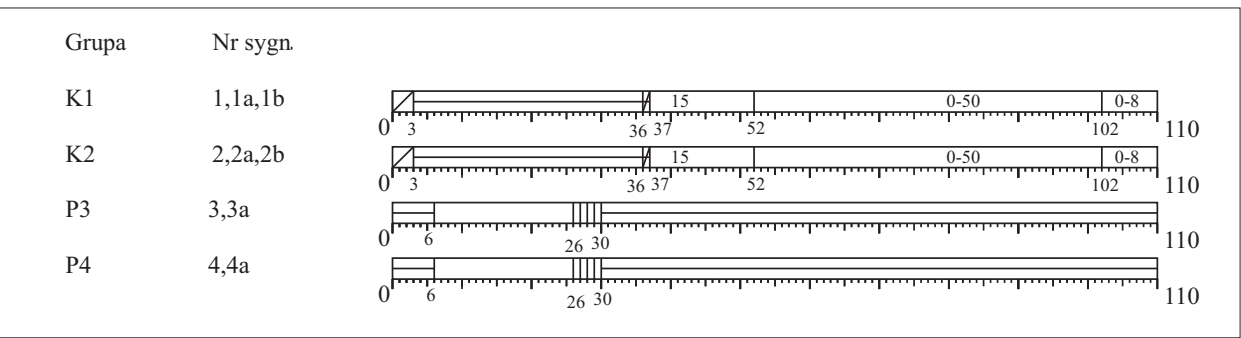 Grupa Nr sygn.
K1 1,1a,1b 15 0-50 0-8
0 3 36 37 52 102 110
K2 2,2a,2b 15 0-50 0-8
0 3 36 37 52 102 110
P3 3,3a
0 6 26 30 110
P4 4,4a
0 6 26 30 110